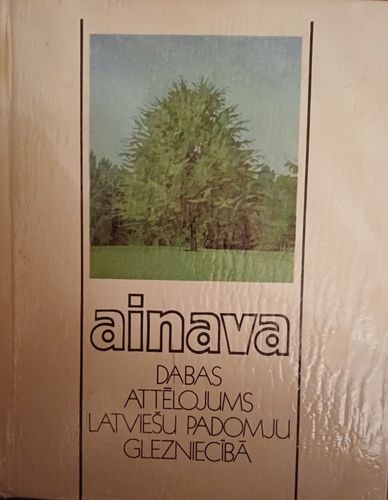 ainava
DABAS
ATTĒLOJUMS
LATVIEŠU PADOMJU
GLEZNIECĪBĀ